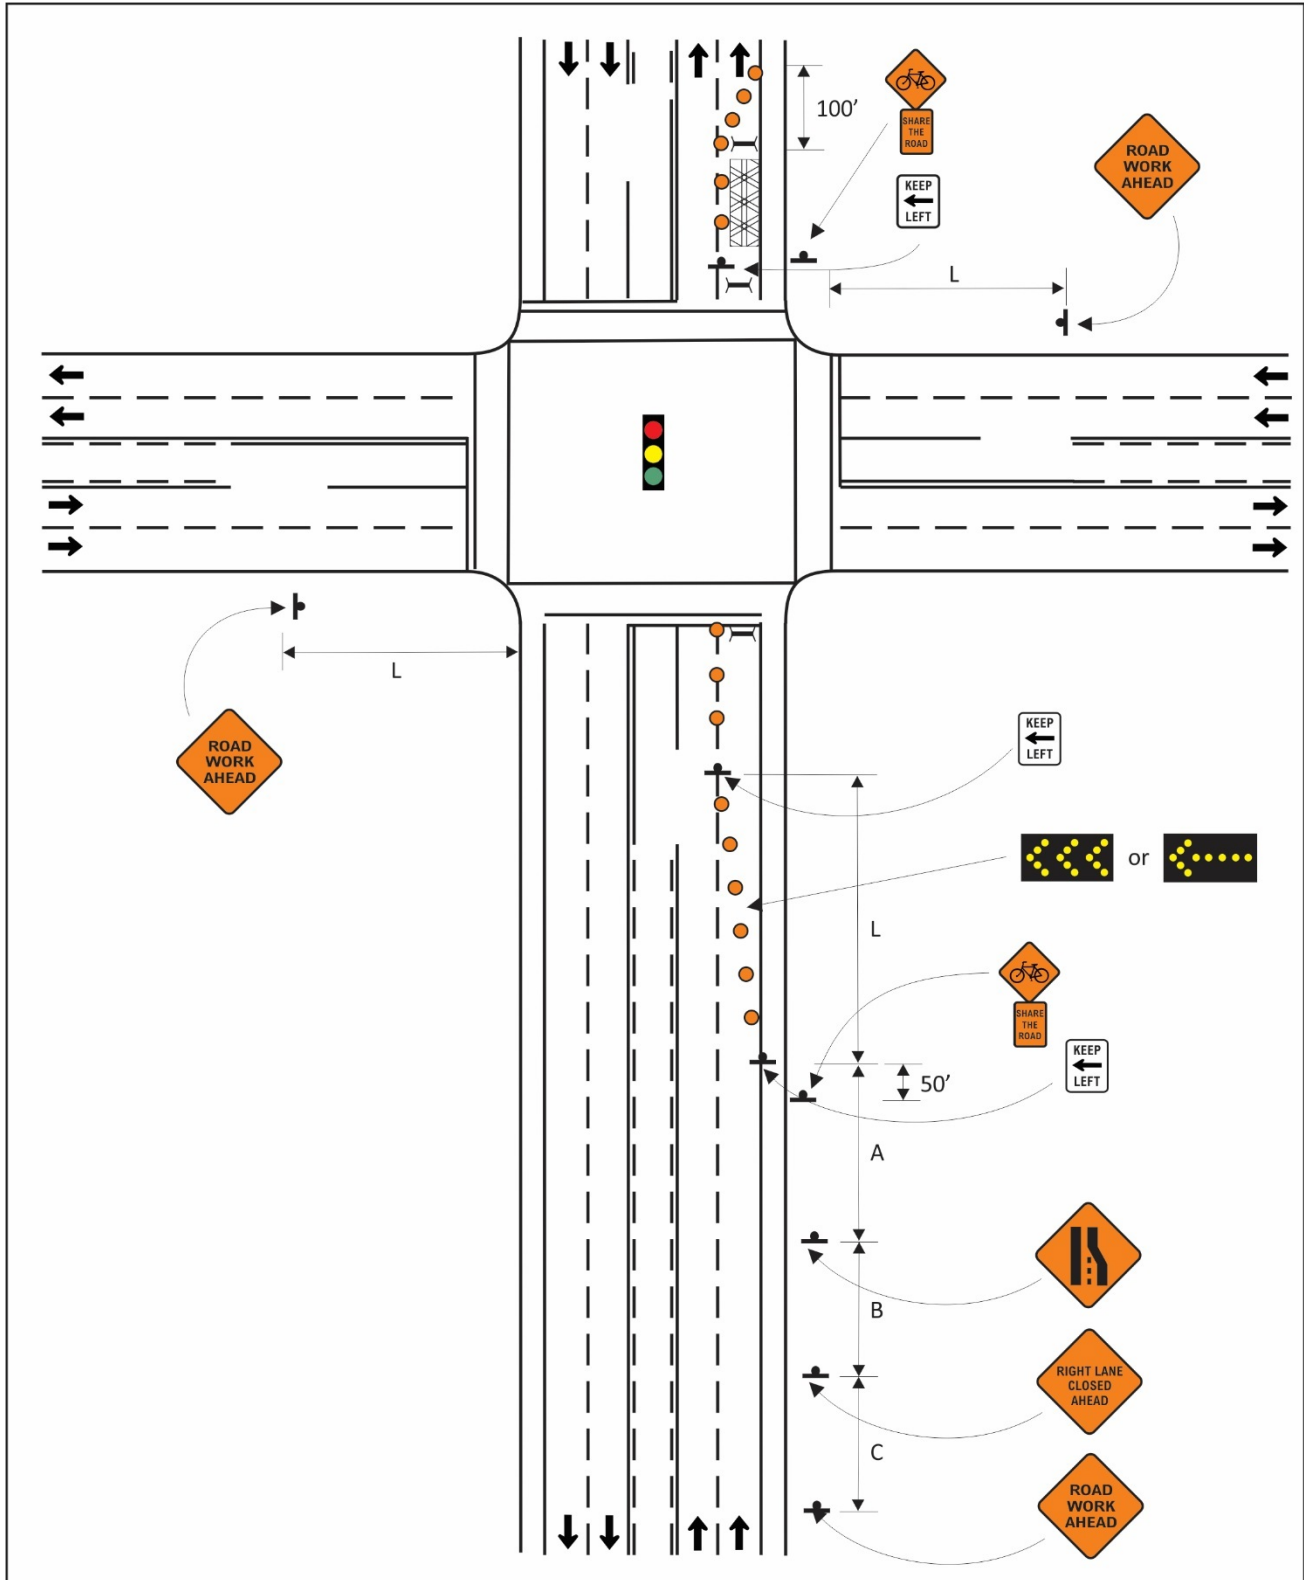 100’
SHARE
THE
ROAD
ROAD
WORK
AHEAD
KEEP
LEFT
L
L
ROAD
WORK
AHEAD
KEEP
LEFT
or
L
SHARE
THE
ROAD
KEEP
LEFT
50’
A
B
RIGHT LANE
CLOSED
AHEAD
C
ROAD
WORK
AHEAD